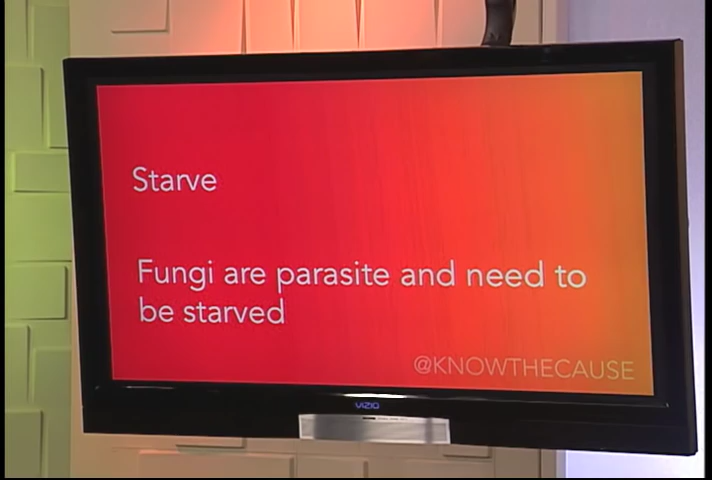 Starve
Fungi are parasite and need to
be starved
@KNOWTHECAUSE
VIZIO